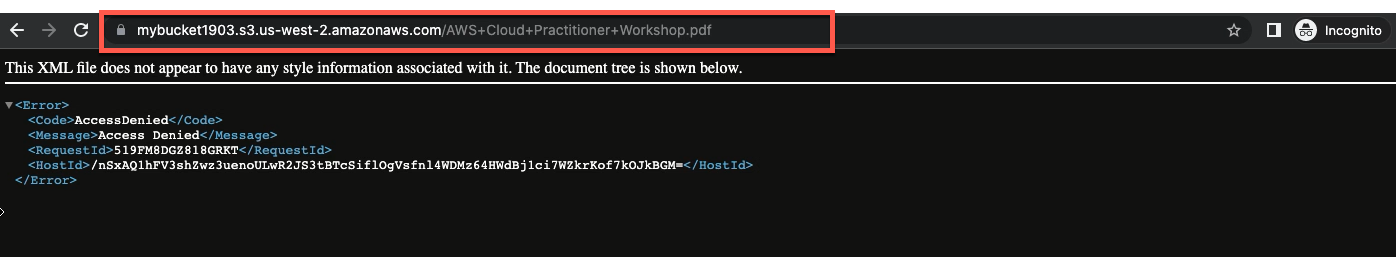 mybucket1903.s3.us-west-2.amazonaws.com/AWS+Cloud+Practitioner+Workshop.pdf
Incognito
This XML file does not appear to have any style information associated with it. The document tree is shown below.
<Error>
<Code>AccessDenied</Code>
<Message>Access Denied</Message>
<RequestId>519FM8DGZ818GRKT</RequestId>
<HostId>/nSxAQlhFV3shZwz3uenoULwR2JS3tBTcSiflOgVsfnl4WDMz64HWdBj1ci7WZkrKof7kOJkBGM=</HostId>
</Error>